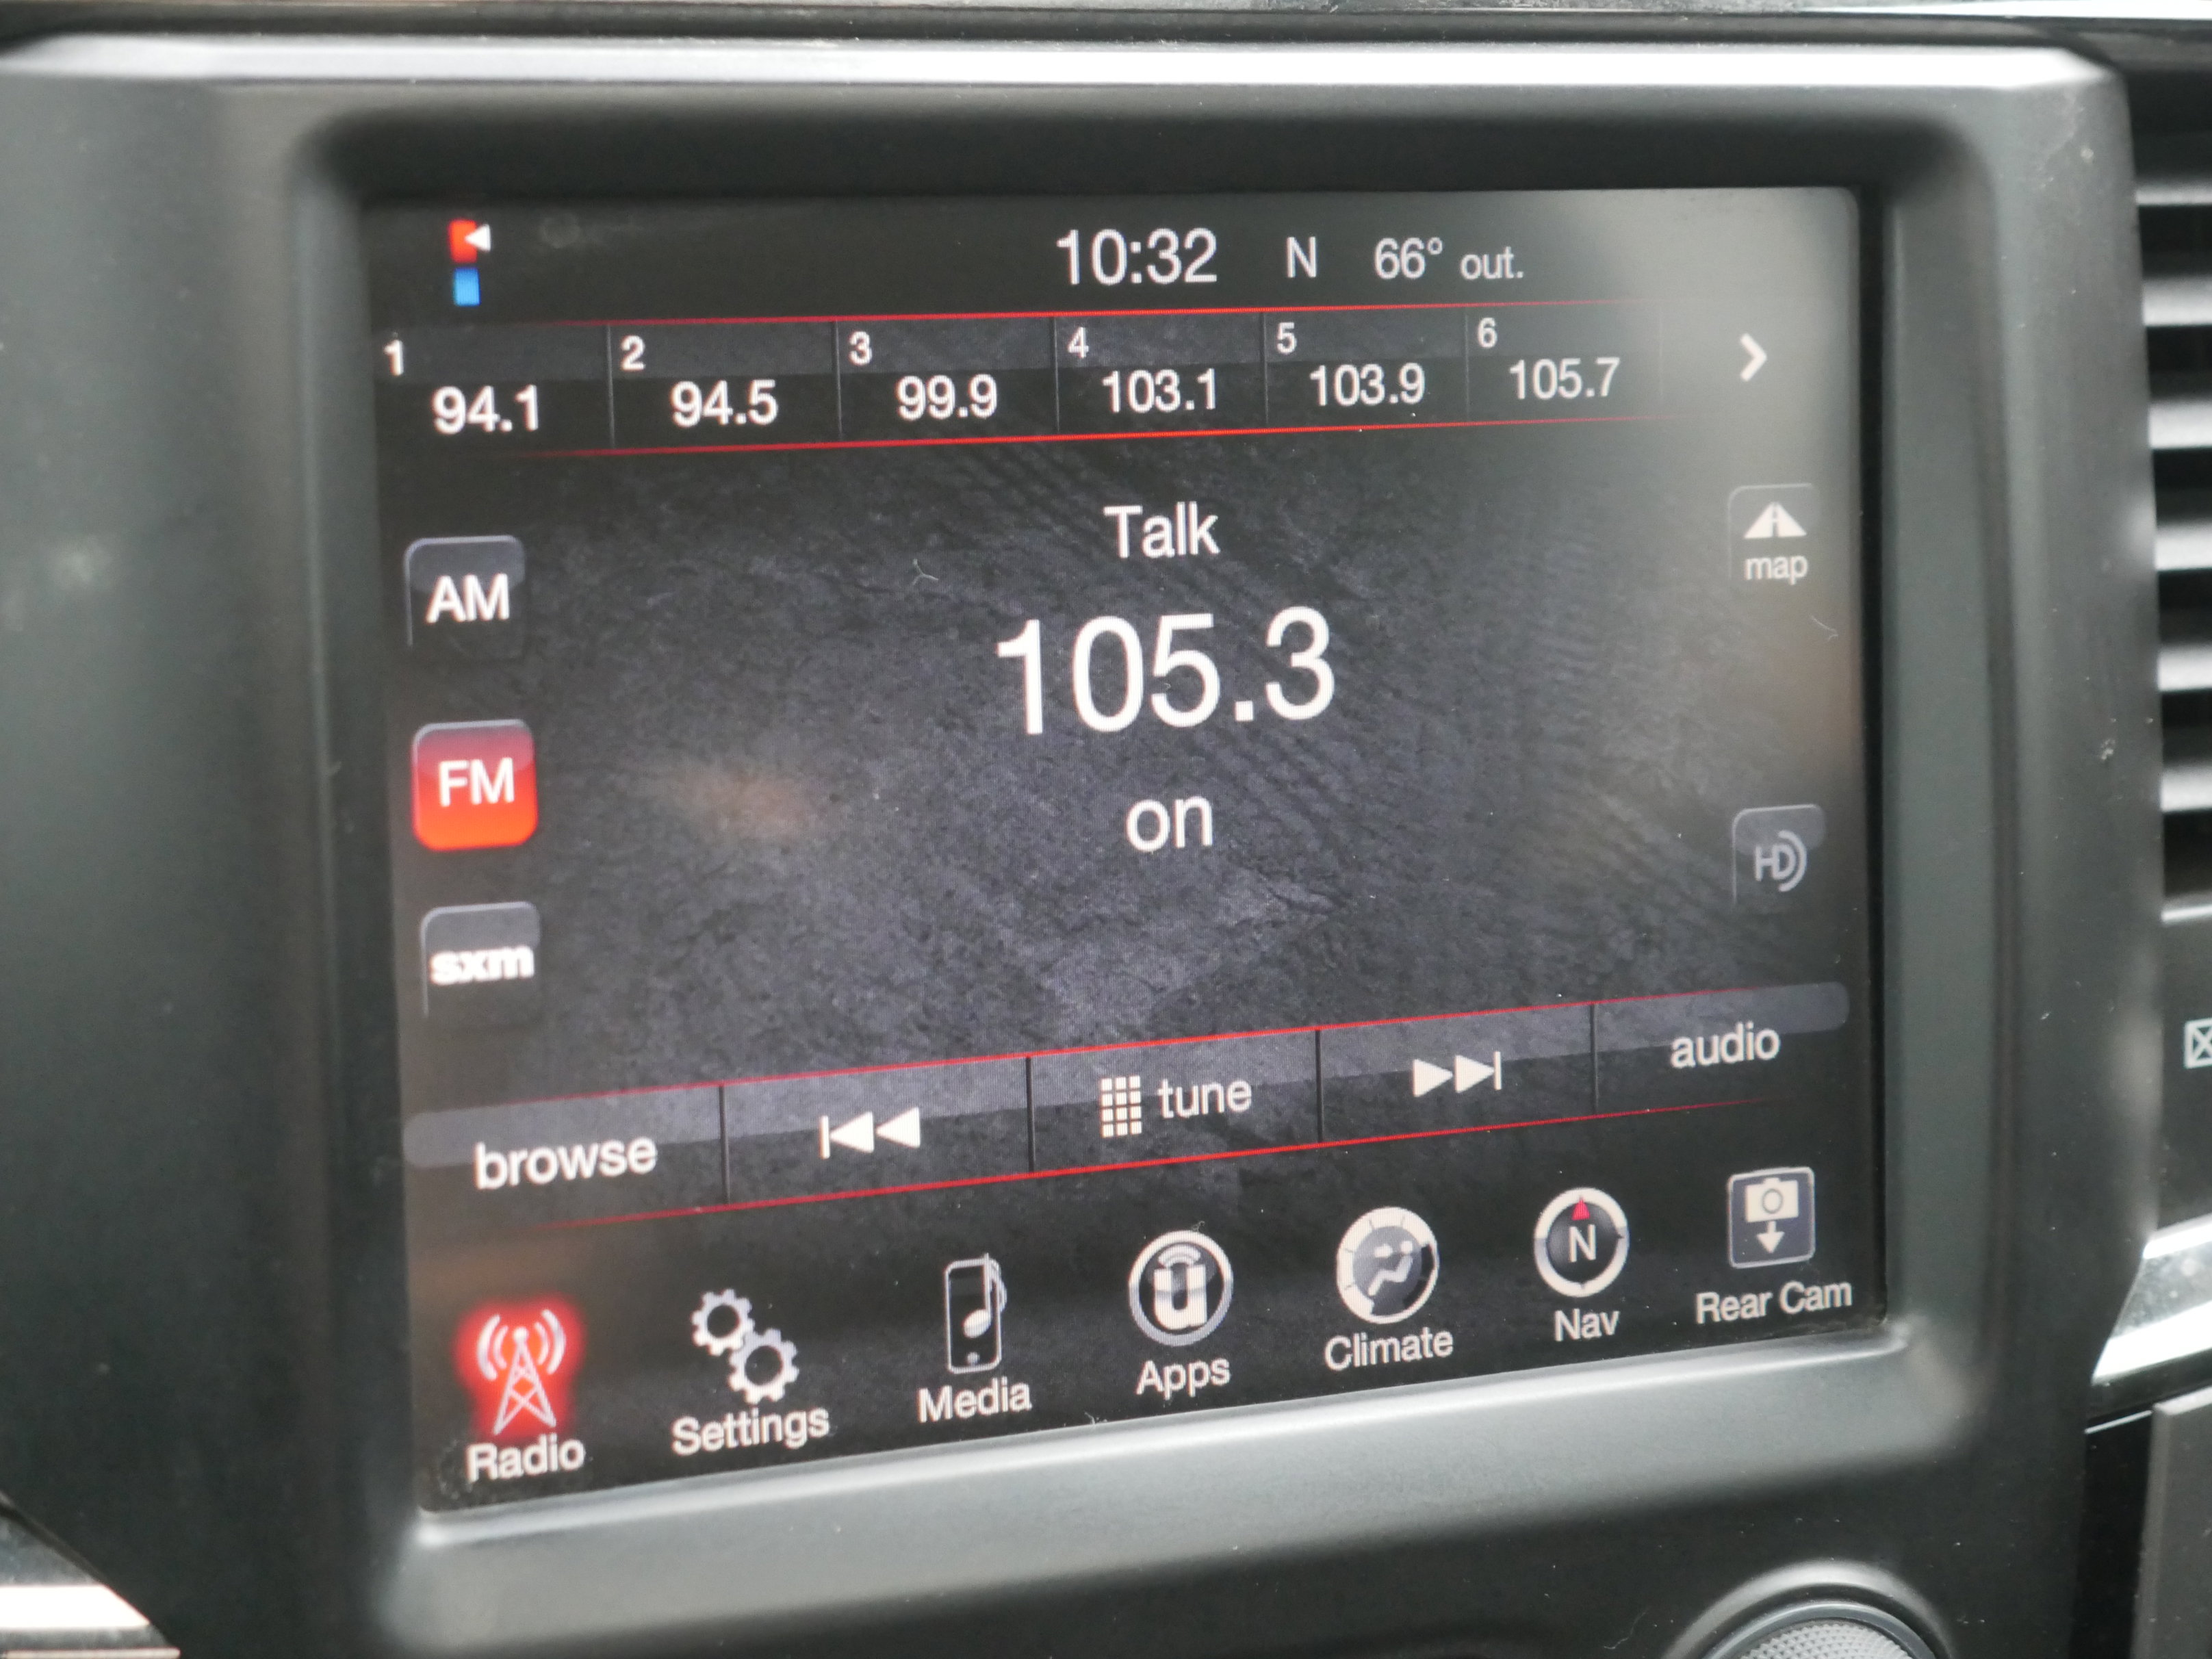 10:32 N 66° out.
1 2 3 4 5 6
94.1 94.5 99.9 103.1 103.9 105.7
Talk
map
AM
105.3
FM
on
HD
sxm
browse tune audio
N
Radio Settings Media Apps Climate Nav Rear Cam